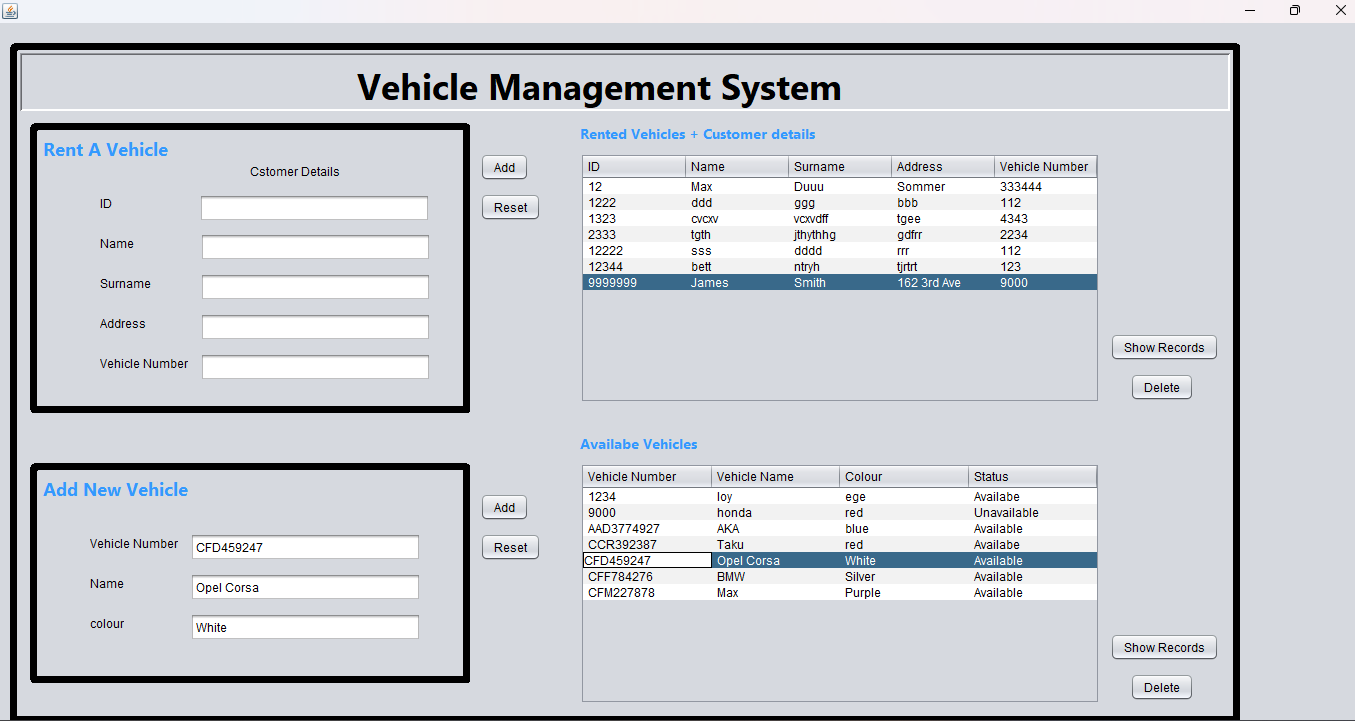 Vehicle Management System
Rent A Vehicle
Cstomer Details
ID
Name
Surname
Address
Vehicle Number
Add
Reset
Rented Vehicles + Customer details
ID Name Surname Address Vehicle Number
12 Max Duuu Sommer 333444
1222 ddd ggg bbb 112
1323 cvcxv vcxvdff tgee 4343
2333 tgth jthythhg gdfrr 2234
12222 sss dddd rrr 112
12344 bett ntryh tjrtrt 123
9999999 James Smith 162 3rd Ave 9000
Show Records
Delete
Add New Vehicle
Vehicle Number CFD459247
Name Opel Corsa
colour White
Add
Reset
Availabe Vehicles
Vehicle Number Vehicle Name Colour Status
1234 loy ege Availabe
9000 honda red Unavailable
AAD3774927 AKA blue Available
CCR392387 Taku red Availabe
CFD459247 Opel Corsa White Available
CFF784276 BMW Silver Available
CFM227878 Max Purple Available
Show Records
Delete